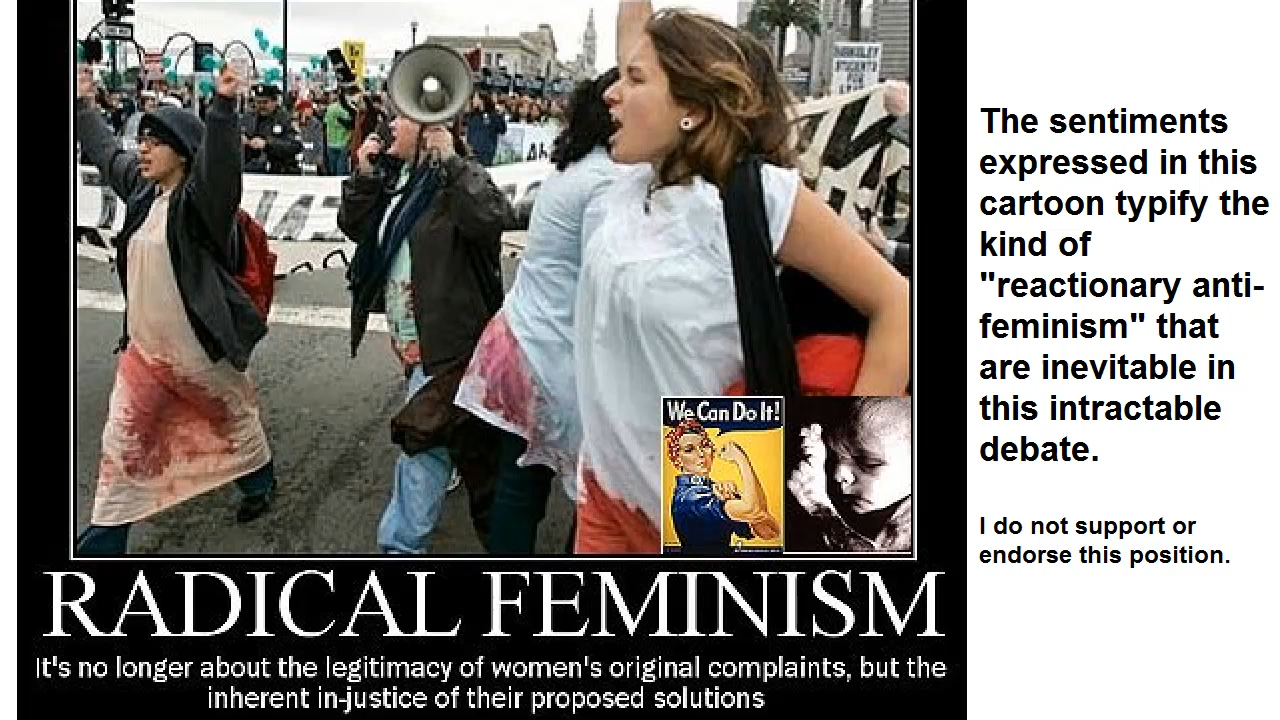 BERKELEY
STUDENTS
We Can Do It!
RADICAL FEMINISM
It's no longer about the legitimacy of women's original complaints, but the
inherent in-justice of their proposed solutions
The sentiments
expressed in this
cartoon typify the
kind of
"reactionary anti-
feminism" that
are inevitable in
this intractable
debate.
I do not support or
endorse this position.